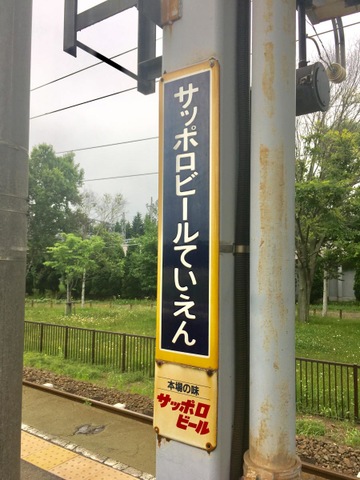 サッポロビールていえん
本場の味
サッポロ
ビール